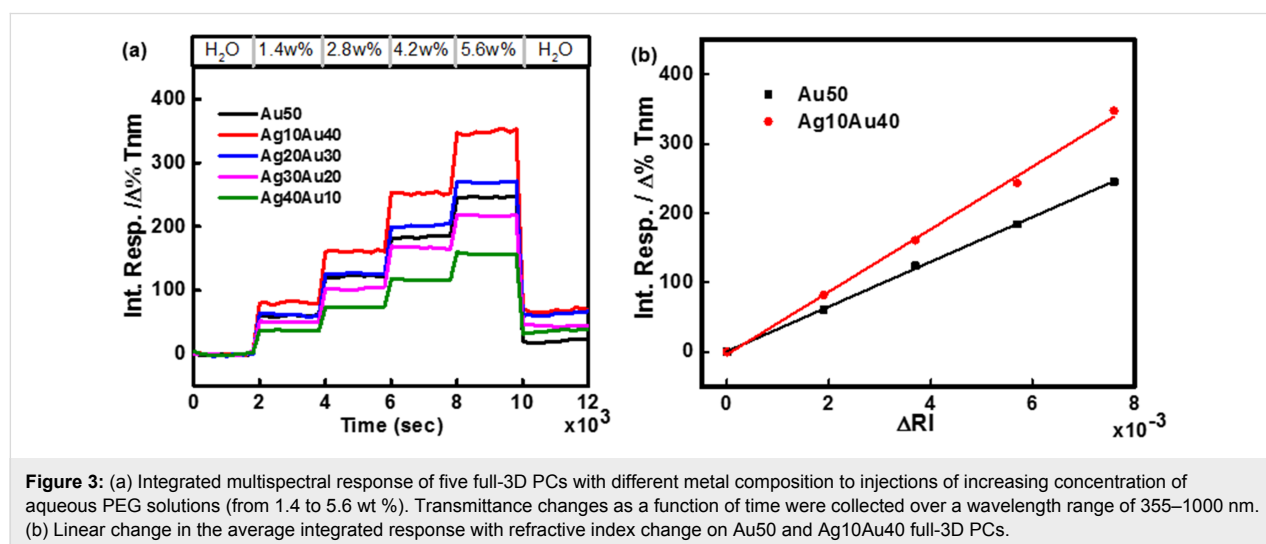 (a)
H₂O 1.4w% 2.8w% 4.2w% 5.6w% H₂O
400
300
200
100
0
Int. Resp. /Δ% Tnm
Au50
Ag10Au40
Ag20Au30
Ag30Au20
Ag40Au10
0 2 4 6 8 10 12
Time (sec) x10³
(b)
400
300
200
100
0
Int. Resp. / Δ% Tnm
Au50
Ag10Au40
0 2 4 6 8
ΔRI x10⁻³
Figure 3: (a) Integrated multispectral response of five full-3D PCs with different metal composition to injections of increasing concentration of
aqueous PEG solutions (from 1.4 to 5.6 wt %). Transmittance changes as a function of time were collected over a wavelength range of 355–1000 nm.
(b) Linear change in the average integrated response with refractive index change on Au50 and Ag10Au40 full-3D PCs.